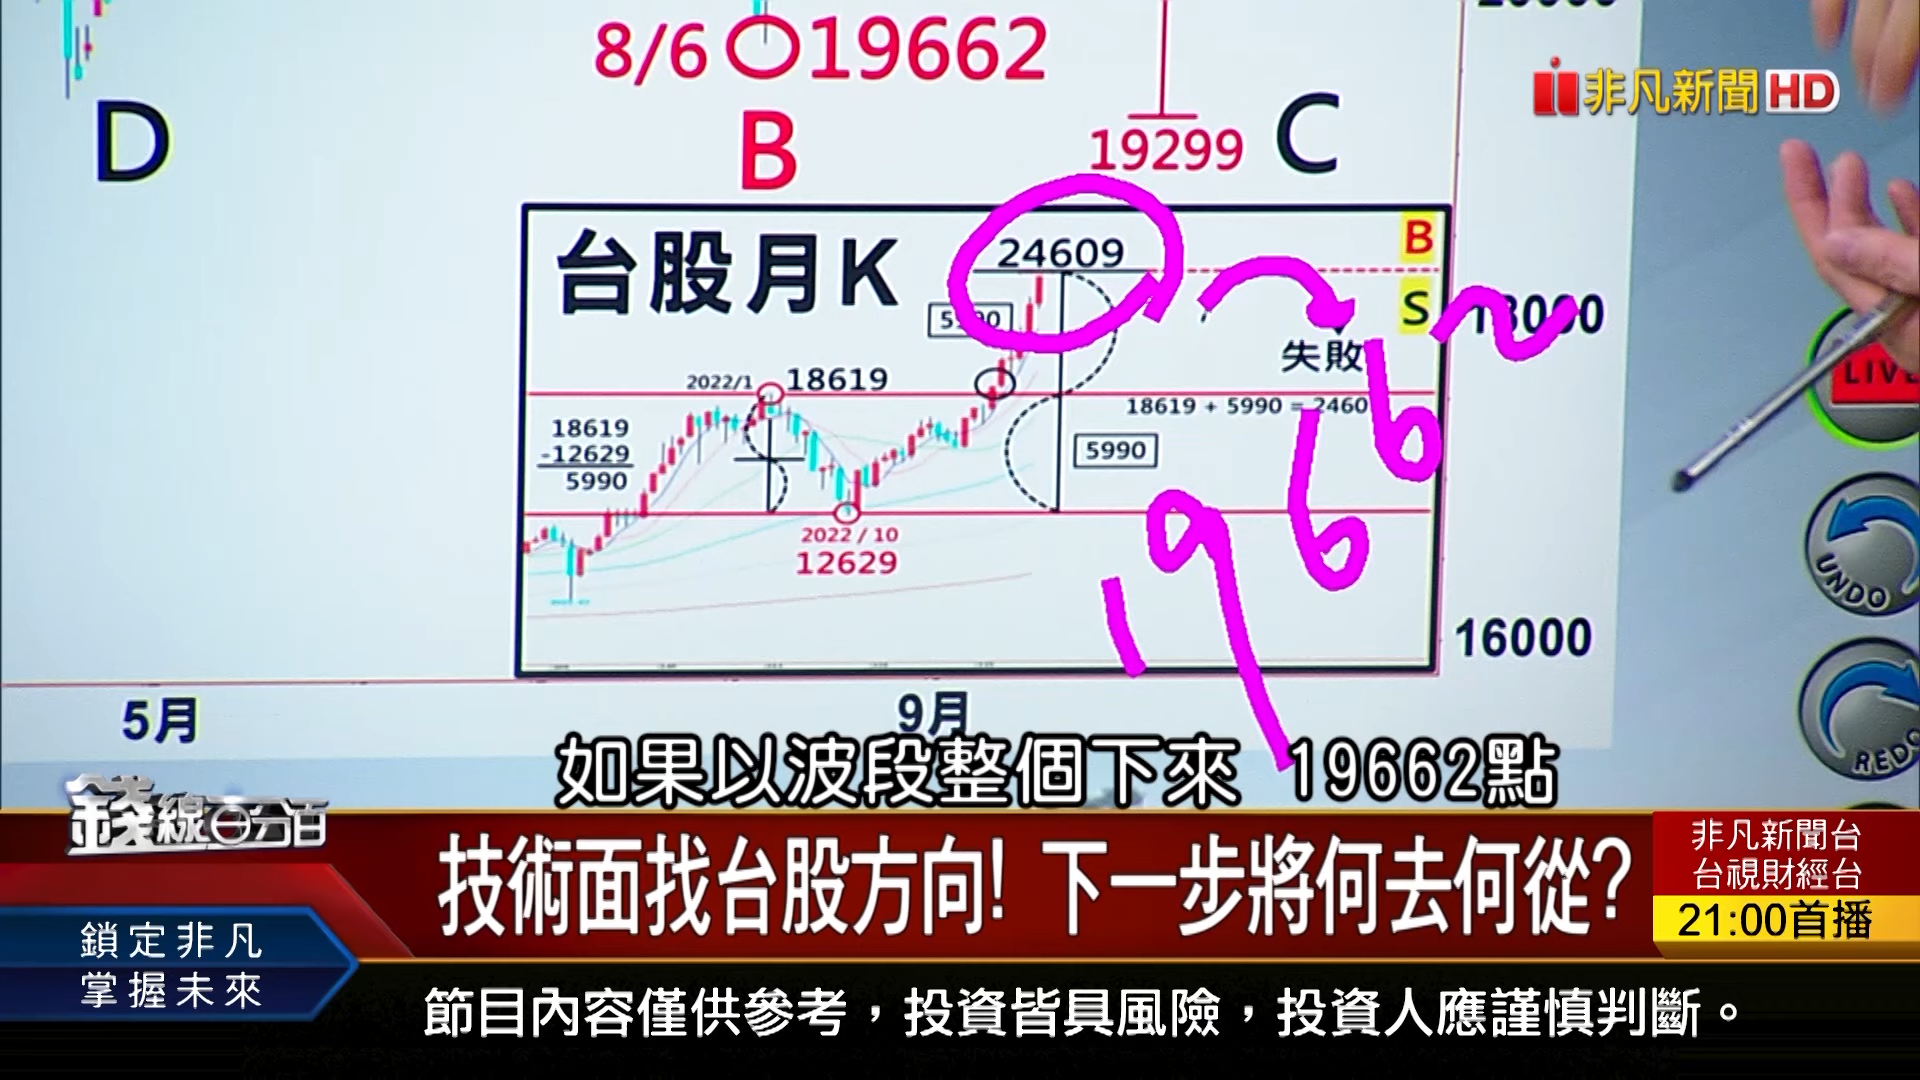 8/6 19662
非凡新聞HD
D
B
19299
C
台股月K
24609
B
S
18000
5990
失敗
2022/1 18619
LIVE
18619 + 5990 = 2460
18619
-12629
5990
5990
1966
2022 / 10
12629
UNDO
16000
REDO
5月
9月
如果以波段整個下來 19662點
錢線百分百
技術面找台股方向! 下一步將何去何從?
非凡新聞台
台視財經台
21:00首播
鎖定非凡
掌握未來
節目內容僅供參考,投資皆具風險,投資人應謹慎判斷。